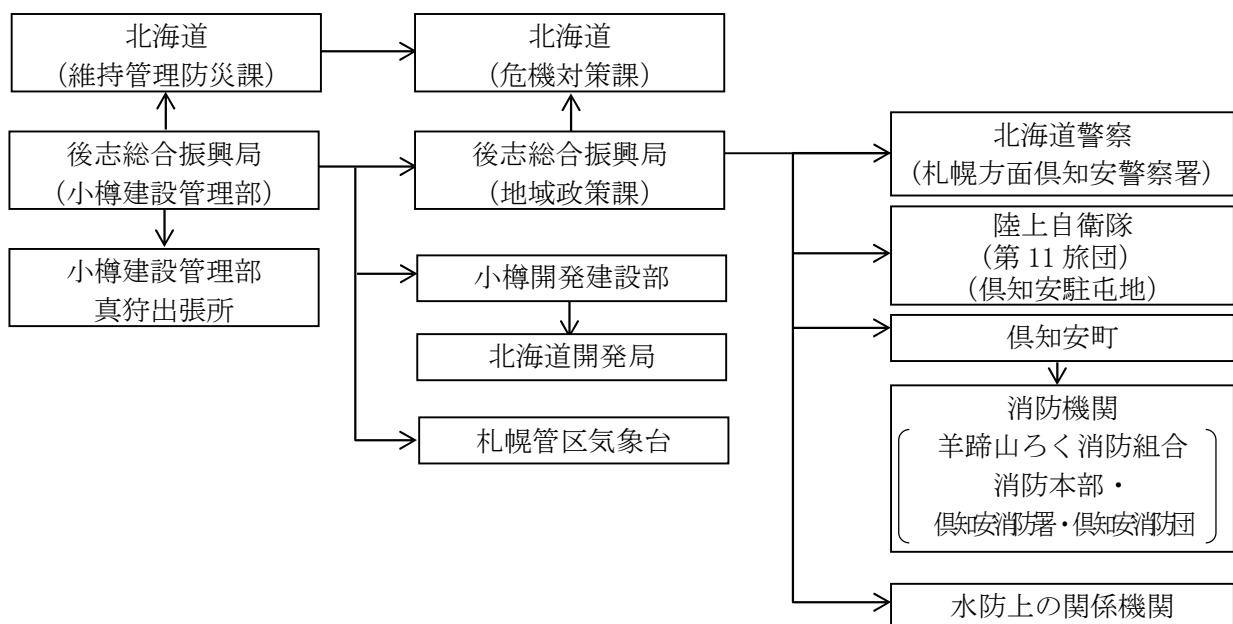 北海道
（維持管理防災課）
北海道
（危機対策課）
後志総合振興局
（小樽建設管理部）
後志総合振興局
（地域政策課）
小樽建設管理部
真狩出張所
小樽開発建設部
北海道開発局
札幌管区気象台
北海道警察
（札幌方面倶知安警察署）
陸上自衛隊
（第 11 旅団）
（倶知安駐屯地）
倶知安町
消防機関
羊蹄山ろく消防組合
消防本部・
倶知安消防署・倶知安消防団
水防上の関係機関